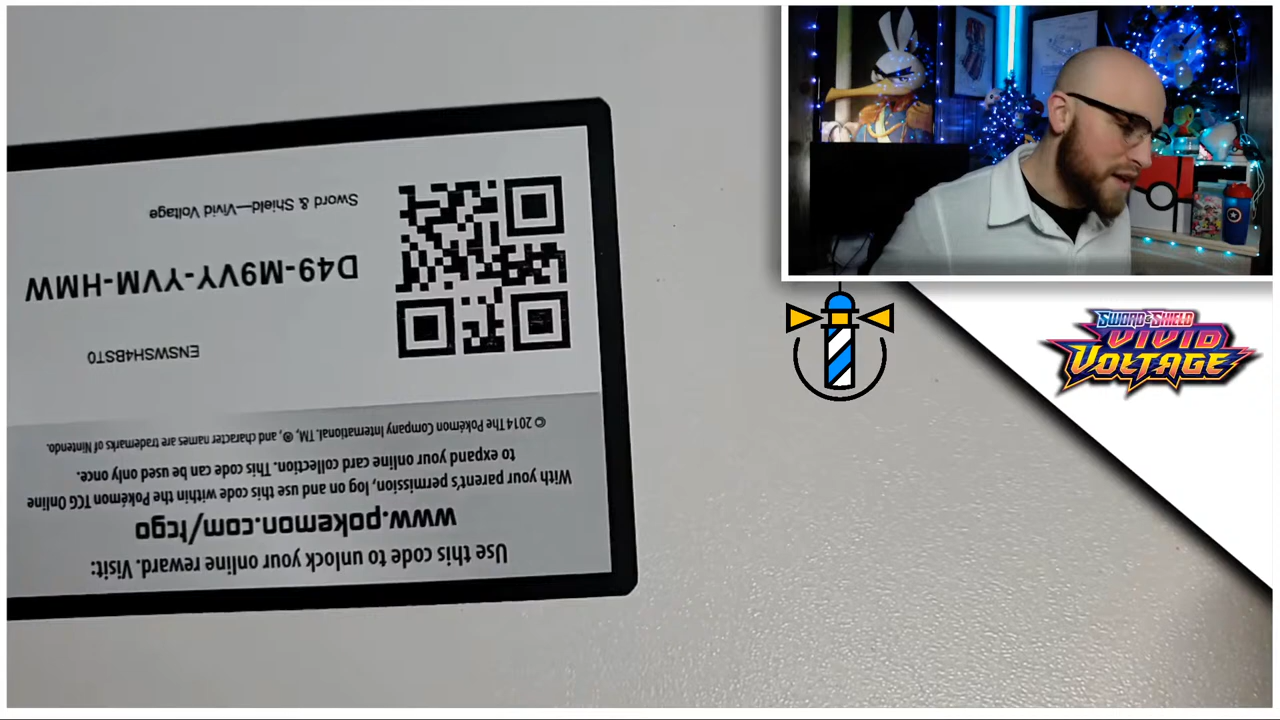 Use this code to unlock your online reward. Visit:
www.pokemon.com/tcgo
With your parent's permission, log on and use this code within the Pokémon TCG Online
to expand your online card collection. This code can be used only once.
© 2014 The Pokémon Company International. TM, ®, and character names are trademarks of Nintendo.
ENSWSH4BST0
D49-M9VY-YVM-HMW
Sword & Shield—Vivid Voltage
SWORD & SHIELD
VIVID
VOLTAGE